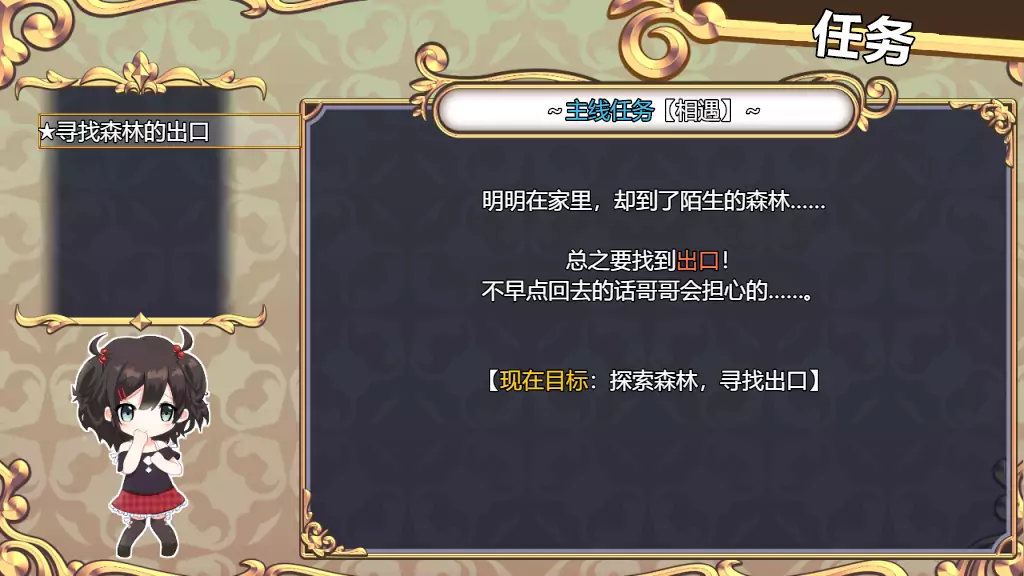 任务
★寻找森林的出口
~主线任务【相遇】~
明明在家里，却到了陌生的森林......
总之要找到出口！
不早点回去的话哥哥会担心的......。
【现在目标：探索森林，寻找出口】